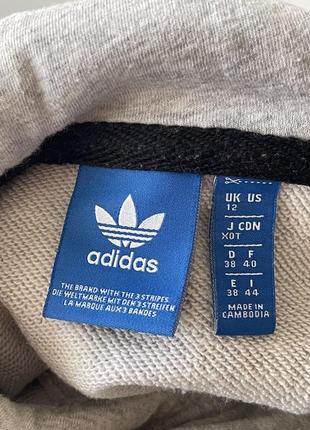 adidas
THE BRAND WITH THE 3 STRIPES
DIE WELTMARKE MIT DEN 3 STREIFEN
LA MARQUE AUX 3 BANDES
UK US
12
J CDN
XOT
D F
38 40
E I
38 44
MADE IN
CAMBODIA